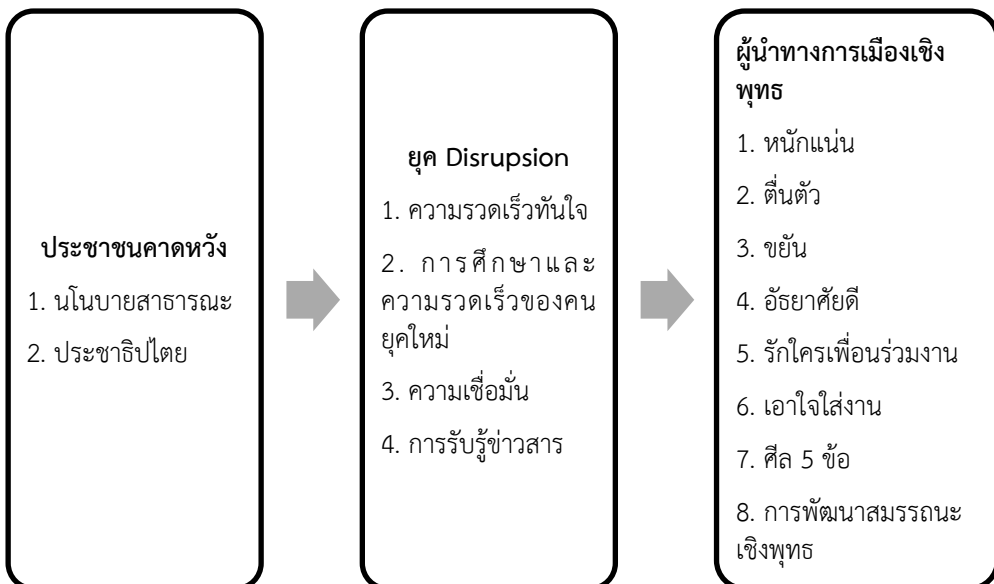 ประชาชนคาดหวัง
1. นโนบายสาธารณะ
2. ประชาธิปไตย
ยุค Disrupsion
1. ความรวดเร็วทันใจ
2. การศึกษาและ
ความรวดเร็วของคน
ยุคใหม่
3. ความเชื่อมั่น
4. การรับรู้ข่าวสาร
ผู้นำทางการเมืองเชิง
พุทธ
1. หนักแน่น
2. ตื่นตัว
3. ขยัน
4. อัธยาศัยดี
5. รักใครเพื่อนร่วมงาน
6. เอาใจใส่งาน
7. ศีล 5 ข้อ
8. การพัฒนาสมรรถนะ
เชิงพุทธ